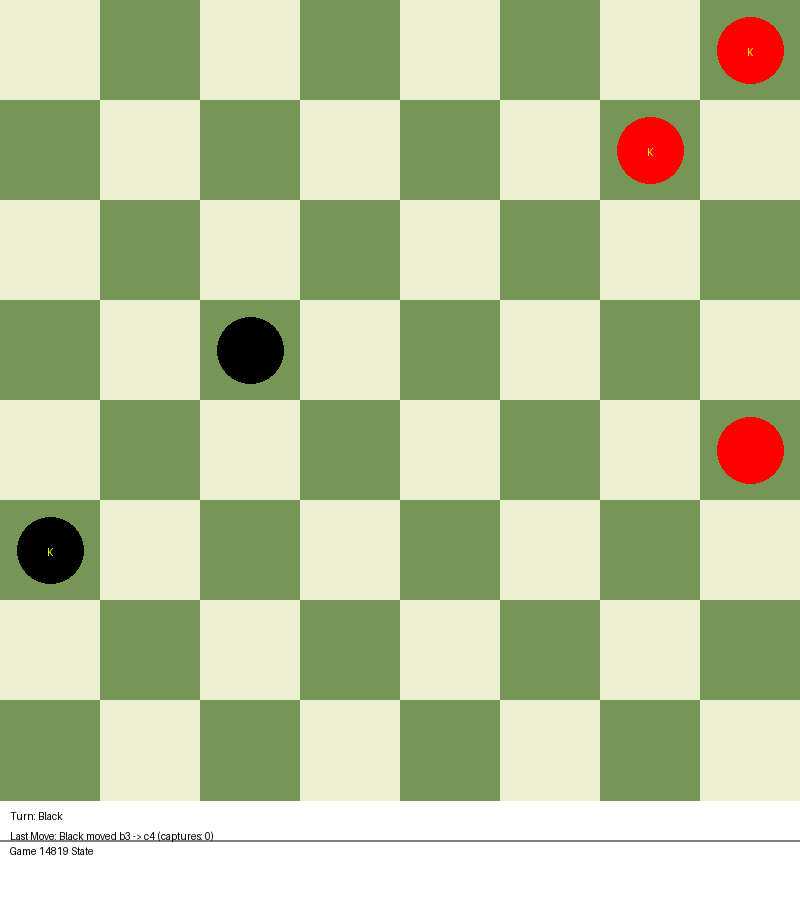 K
K
K
Turn: Black
Last Move: Black moved b3 -> c4 (captures: 0)
Game 14819 State